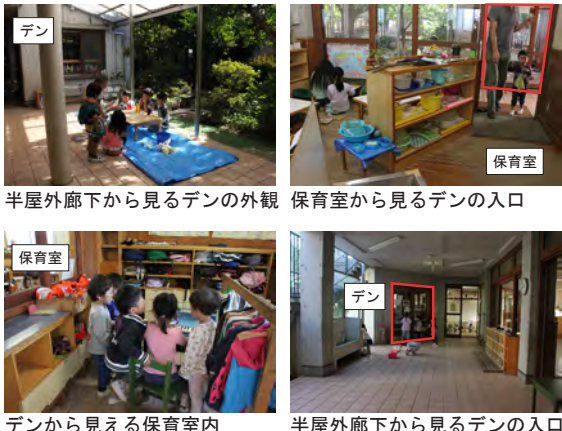 デン
保育室
半屋外廊下から見るデンの外観
保育室から見るデンの入口
保育室
デン
デンから見える保育室内
半屋外廊下から見るデンの入口